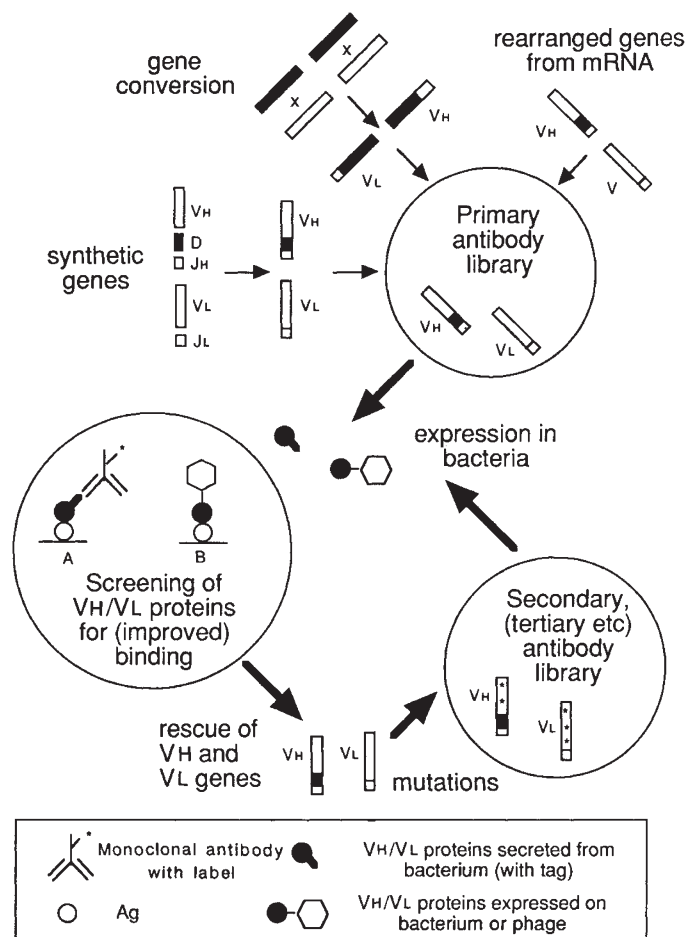 gene
conversion
x
x
VH
VL
rearranged genes
from mRNA
VH
V
synthetic
genes
VH
D
JH
VL
JL
VH
VL
Primary
antibody
library
VH
VL
expression in
bacteria
*
A
B
Screening of
VH/VL proteins
for (improved)
binding
Secondary,
(tertiary etc)
antibody
library
VH
* *
VL
* * *
rescue of
VH and
VL genes
VH
VL
mutations
*
Monoclonal antibody
with label
VH/VL proteins secreted from
bacterium (with tag)
Ag
VH/VL proteins expressed on
bacterium or phage